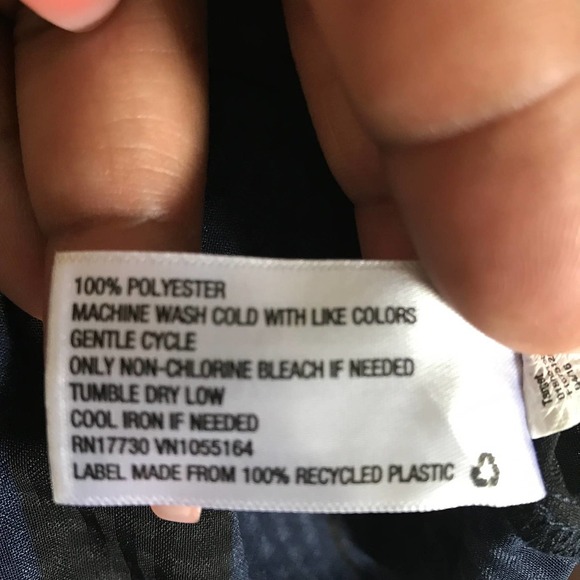 100% POLYESTER
MACHINE WASH COLD WITH LIKE COLORS
GENTLE CYCLE
ONLY NON-CHLORINE BLEACH IF NEEDED
TUMBLE DRY LOW
COOL IRON IF NEEDED
RN17730 VN1055164
LABEL MADE FROM 100% RECYCLED PLASTIC
Target